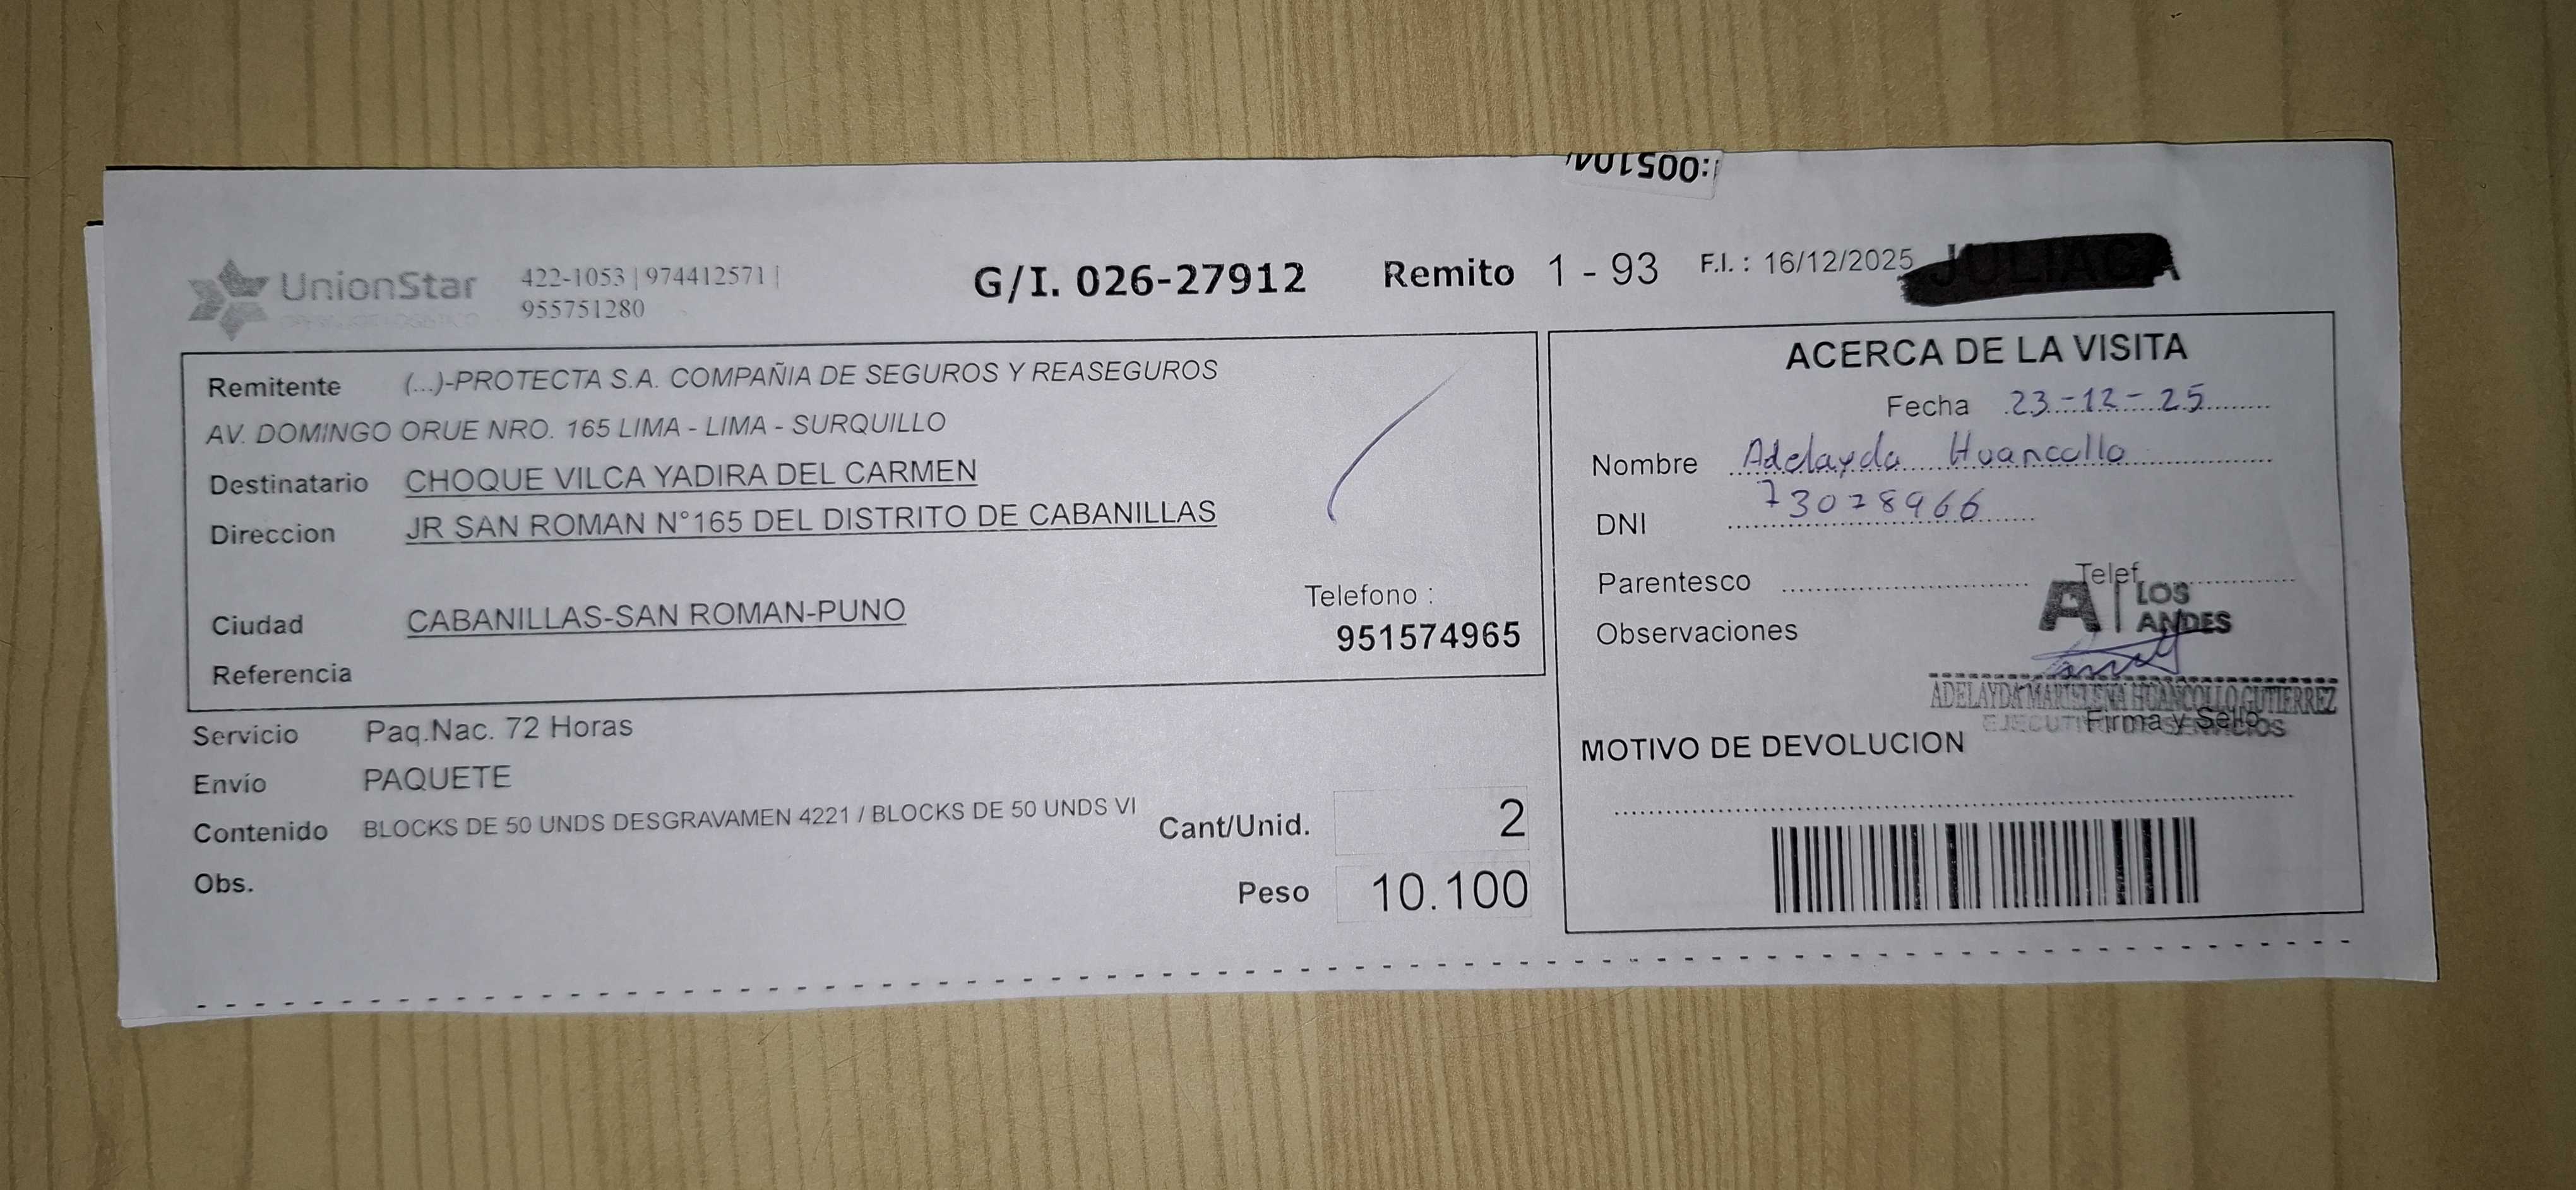 :005104
UnionStar
422-1053 | 974412571 |
955751280
G/I. 026-27912
Remito 1 - 93
F.I. : 16/12/2025
JULIACA
Remitente (...)-PROTECTA S.A. COMPAÑIA DE SEGUROS Y REASEGUROS
AV. DOMINGO ORUE NRO. 165 LIMA - LIMA - SURQUILLO
Destinatario CHOQUE VILCA YADIRA DEL CARMEN
Direccion JR SAN ROMAN N°165 DEL DISTRITO DE CABANILLAS
Ciudad CABANILLAS-SAN ROMAN-PUNO
Telefono :
951574965
Referencia
Servicio Paq.Nac. 72 Horas
Envío PAQUETE
Contenido BLOCKS DE 50 UNDS DESGRAVAMEN 4221 / BLOCKS DE 50 UNDS VI
Cant/Unid. 2
Obs.
Peso 10.100
ACERCA DE LA VISITA
Fecha 23-12-25
Nombre Adelayda Huancollo
DNI 73078966
Parentesco
Telef
Observaciones
A | LOS ANDES
ADELAYDA MARIELENA HUANCOLLO GUTIERREZ
EJECUTIVO DE SERVICIOS
Firma y Sello
MOTIVO DE DEVOLUCION